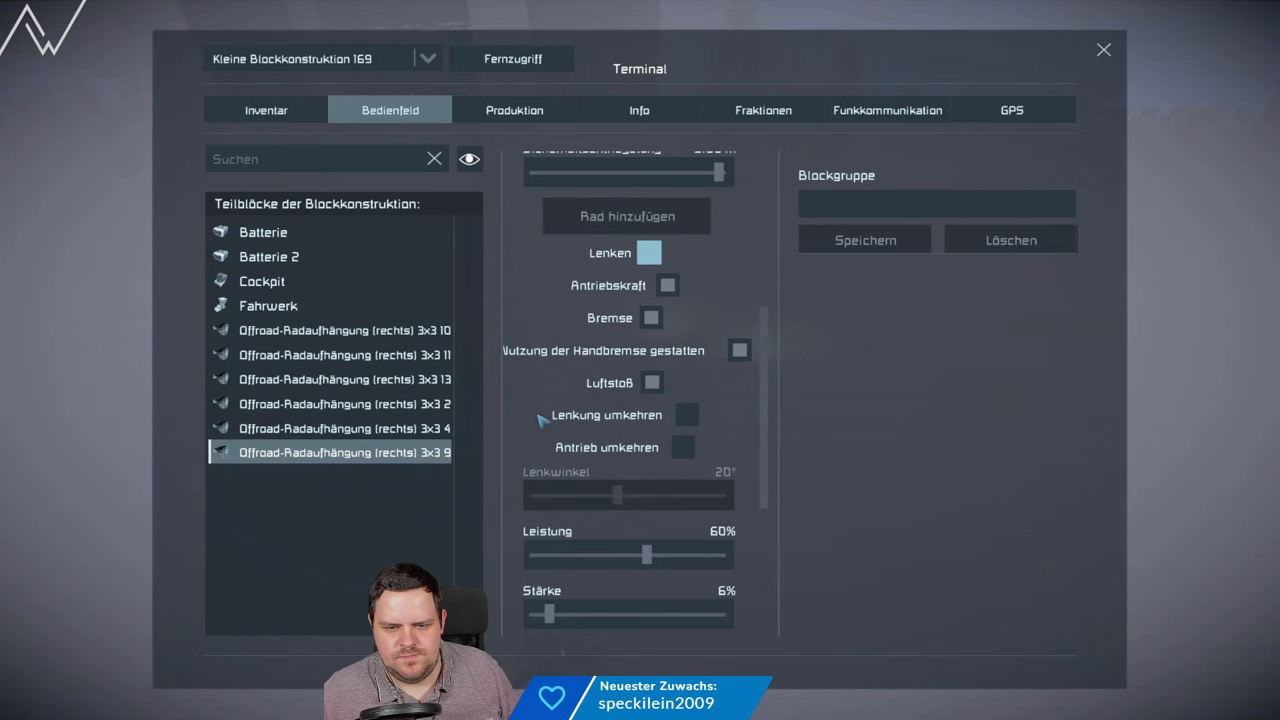 Kleine Blockkonstruktion 169
Fernzugriff
Terminal
Inventar
Bedienfeld
Produktion
Info
Fraktionen
Funkkommunikation
GPS
Suchen
Teilblöcke der Blockkonstruktion:
Batterie
Batterie 2
Cockpit
Fahrwerk
Offroad-Radaufhängung (rechts) 3x3 10
Offroad-Radaufhängung (rechts) 3x3 11
Offroad-Radaufhängung (rechts) 3x3 13
Offroad-Radaufhängung (rechts) 3x3 2
Offroad-Radaufhängung (rechts) 3x3 4
Offroad-Radaufhängung (rechts) 3x3 9
Rad hinzufügen
Lenken
Antriebskraft
Bremse
Nutzung der Handbremse gestatten
Luftstoß
Lenkung umkehren
Antrieb umkehren
Lenkwinkel 20°
Leistung 60%
Stärke 6%
Blockgruppe
Speichern
Löschen
Neuester Zuwachs:
speckilein2009